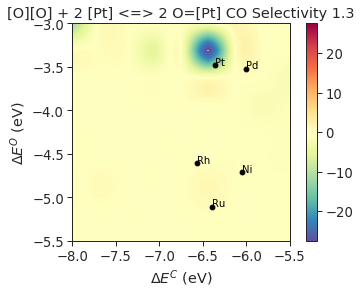 [O][O] + 2 [Pt] <=> 2 O=[Pt] CO Selectivity 1.3
−3.0
−3.5
−4.0
−4.5
−5.0
−5.5
ΔE^O (eV)
Pt
Pd
Rh
Ni
Ru
−8.0 −7.5 −7.0 −6.5 −6.0 −5.5
ΔE^C (eV)
20
10
0
−10
−20